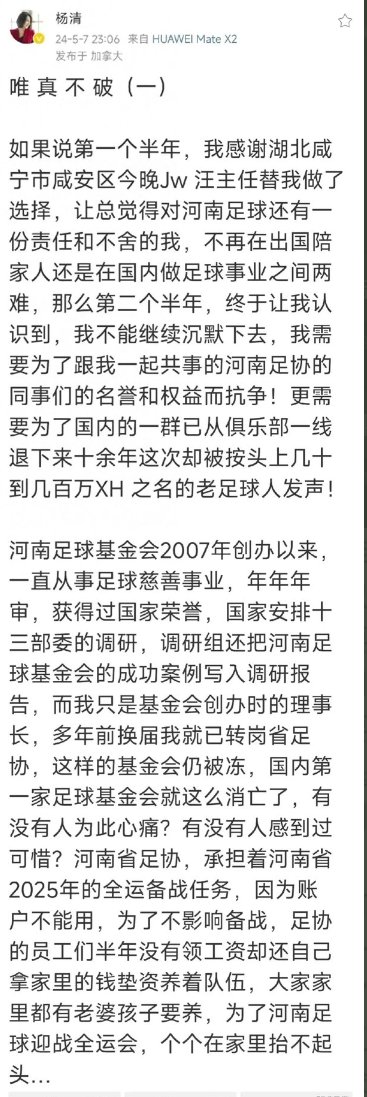 杨清
24-5-7 23:06 来自 HUAWEI Mate X2
发布于 加拿大
唯 真 不 破（一）
如果说第一个半年，我感谢湖北咸
宁市咸安区今晚Jw 汪主任替我做了
选择，让总觉得对河南足球还有一
份责任和不舍的我，不再在出国陪
家人还是在国内做足球事业之间两
难，那么第二个半年，终于让我认
识到，我不能继续沉默下去，我需
要为了跟我一起共事的河南足协的
同事们的名誉和权益而抗争！更需
要为了国内的一群已从俱乐部一线
退下来十余年这次却被按头上几十
到几百万XH 之名的老足球人发声！
河南足球基金会2007年创办以来，
一直从事足球慈善事业，年年年
审，获得过国家荣誉，国家安排十
三部委的调研，调研组还把河南足
球基金会的成功案例写入调研报
告，而我只是基金会创办时的理事
长，多年前换届我就已转岗省足
协，这样的基金会仍被冻，国内第
一家足球基金会就这么消亡了，有
没有人为此心痛？有没有人感到过
可惜？河南省足协，承担着河南省
2025年的全运备战任务，因为账
户不能用，为了不影响备战，足协
的员工们半年没有领工资却还自己
拿家里的钱垫资养着队伍，大家家
里都有老婆孩子要养，为了河南足
球迎战全运会，个个在家里抬不起
头...